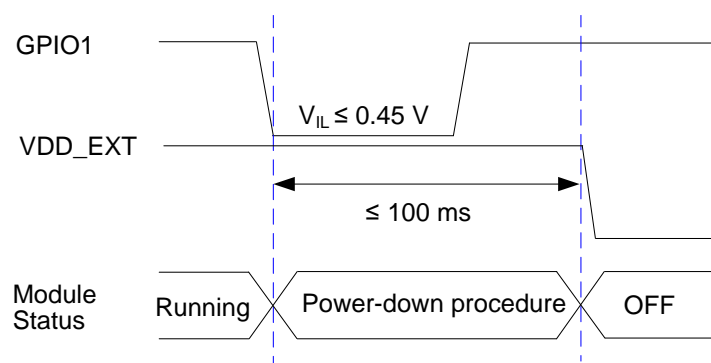 GPIO1
V_IL ≤ 0.45 V
VDD_EXT
≤ 100 ms
Module
Status
Running
Power-down procedure
OFF